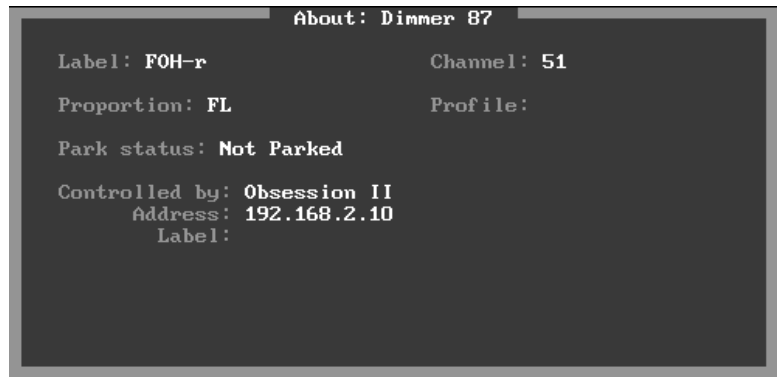 About: Dimmer 87
Label: FOH-r Channel: 51
Proportion: FL Profile:
Park status: Not Parked
Controlled by: Obsession II
Address: 192.168.2.10
Label: